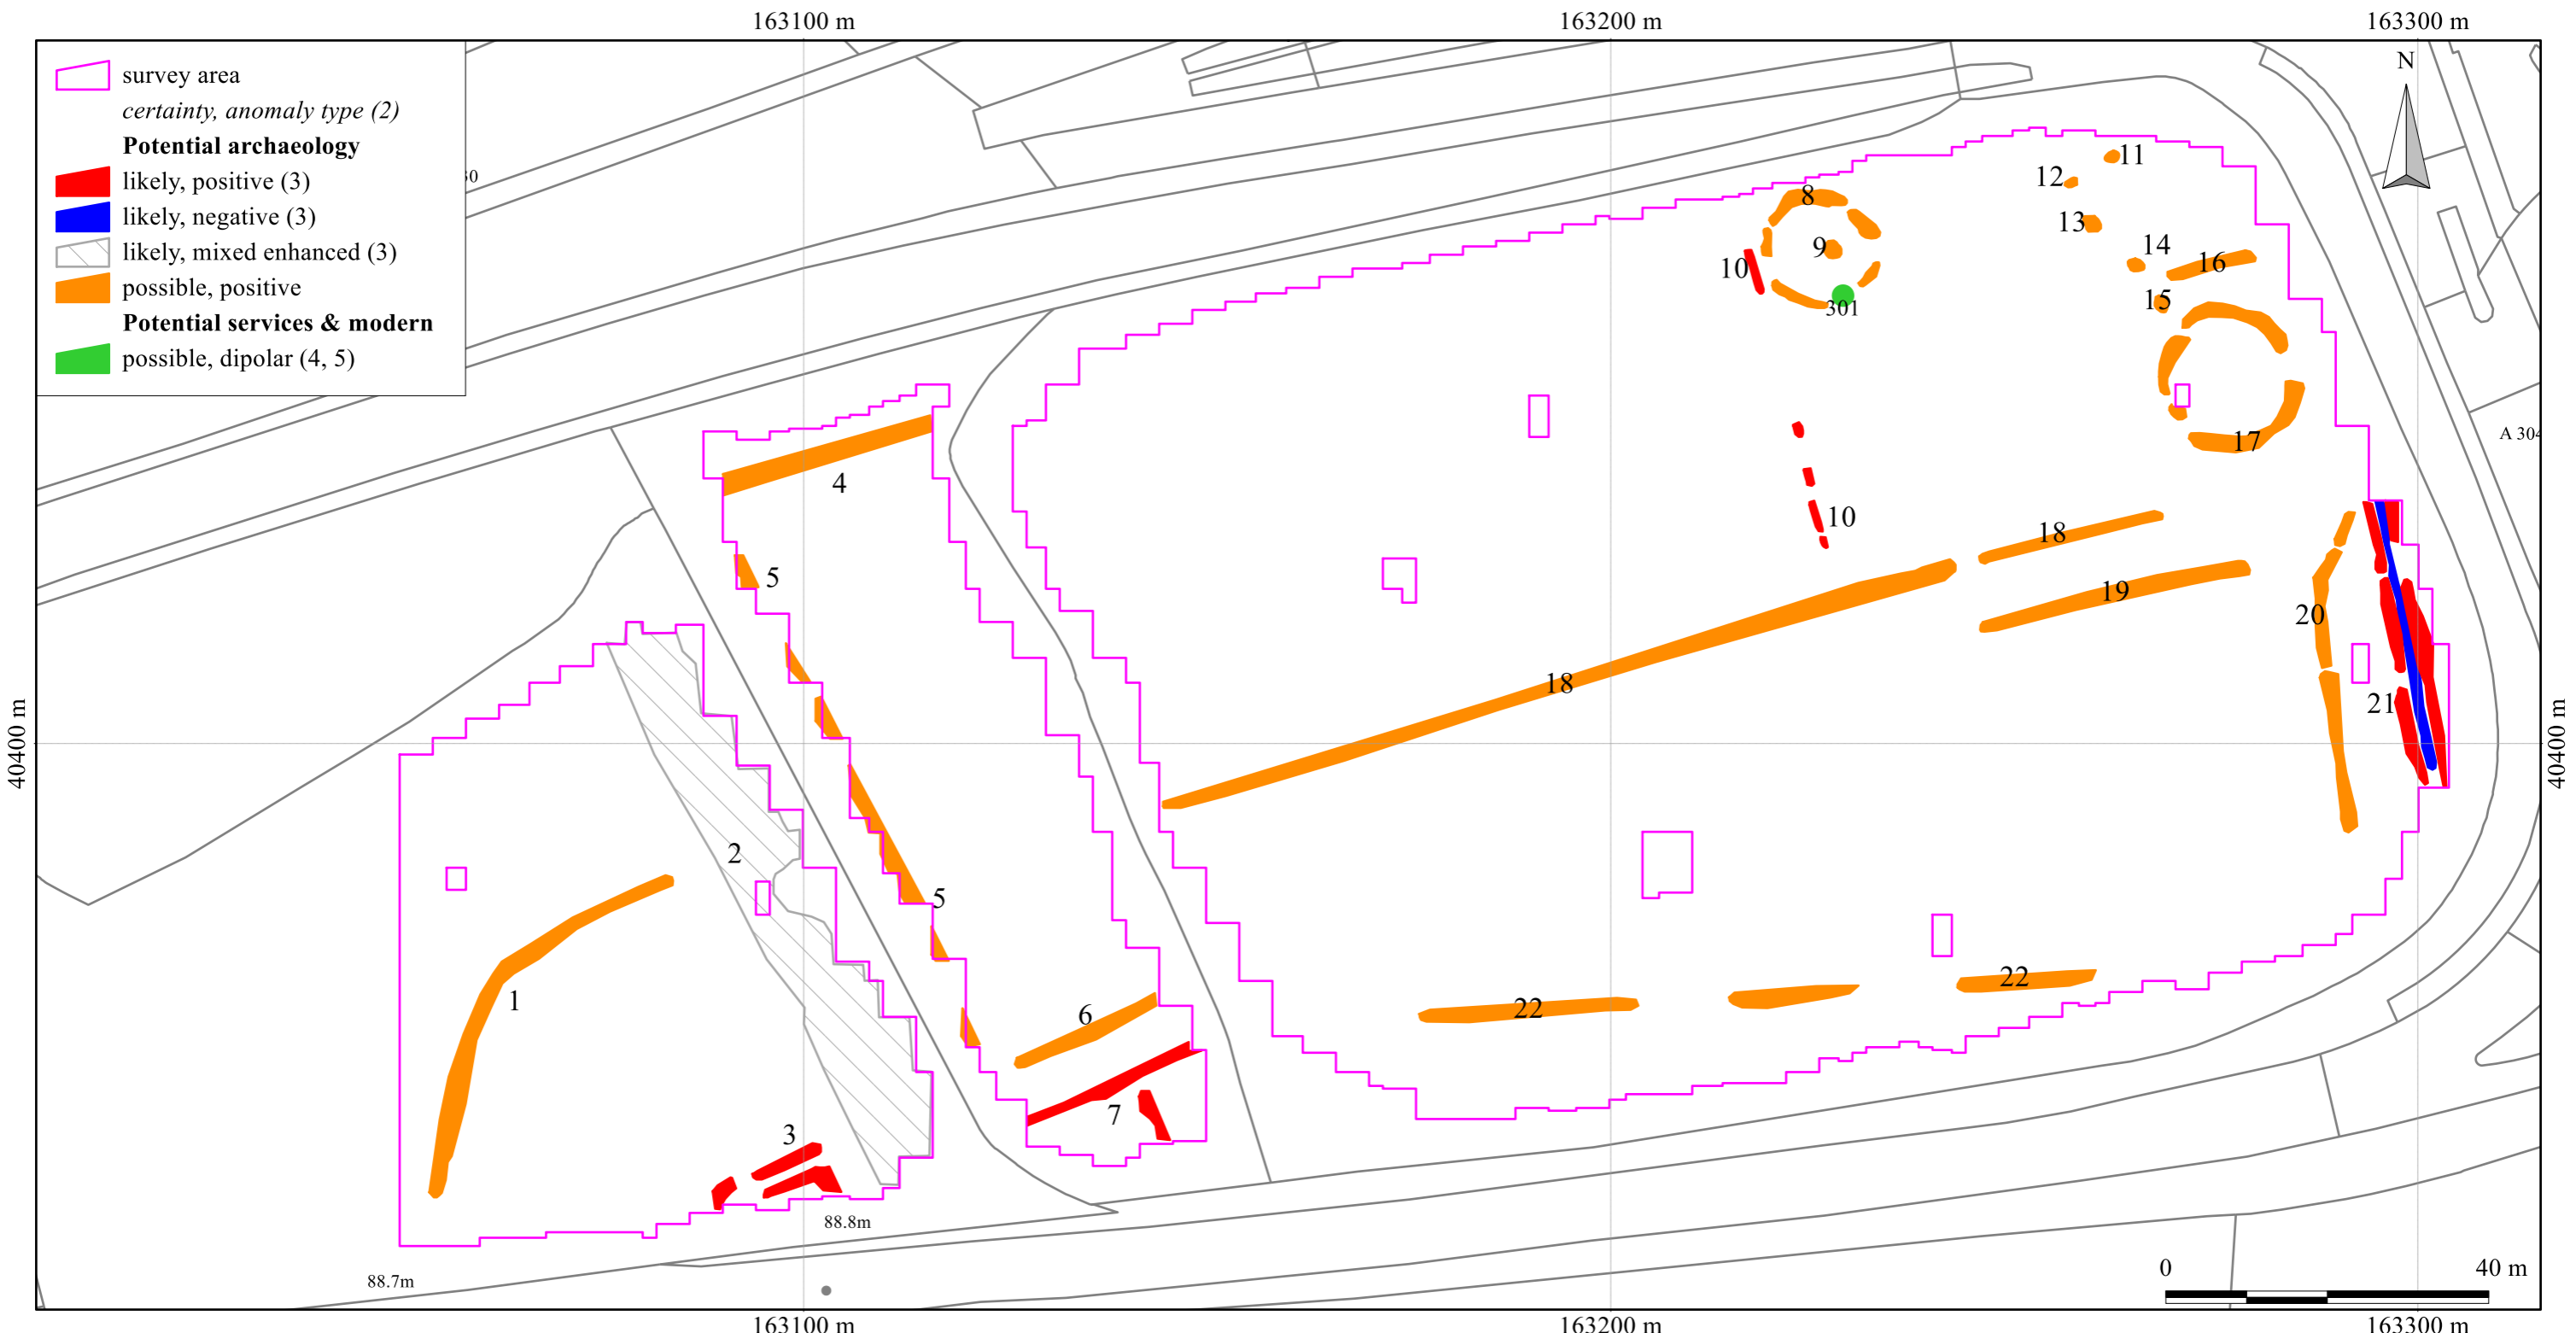 163100 m
163200 m
163300 m
survey area
certainty, anomaly type (2)
Potential archaeology
likely, positive (3)
likely, negative (3)
likely, mixed enhanced (3)
possible, positive
Potential services & modern
possible, dipolar (4, 5)
N
11
12
8
13
14
9
16
10
15
301
A 304
17
4
10
18
5
19
20
18
21
40400 m
40400 m
2
5
1
22
22
6
7
3
88.8m
0
40 m
88.7m
163100 m
163200 m
163300 m